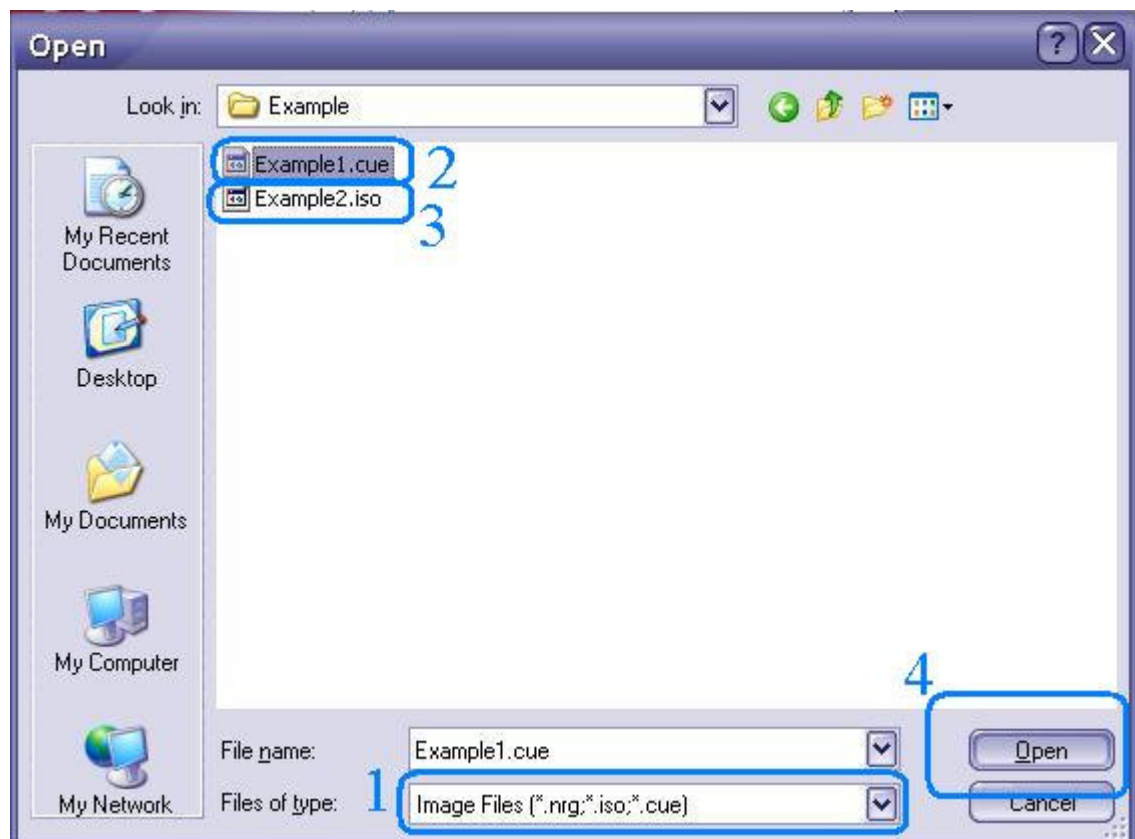 Open
Look in: Example
Example1.cue 2
Example2.iso 3
My Recent
Documents
Desktop
My Documents
My Computer
My Network
4
File name: Example1.cue Open
Files of type: 1 Image Files (*.nrg;*.iso;*.cue) Cancel